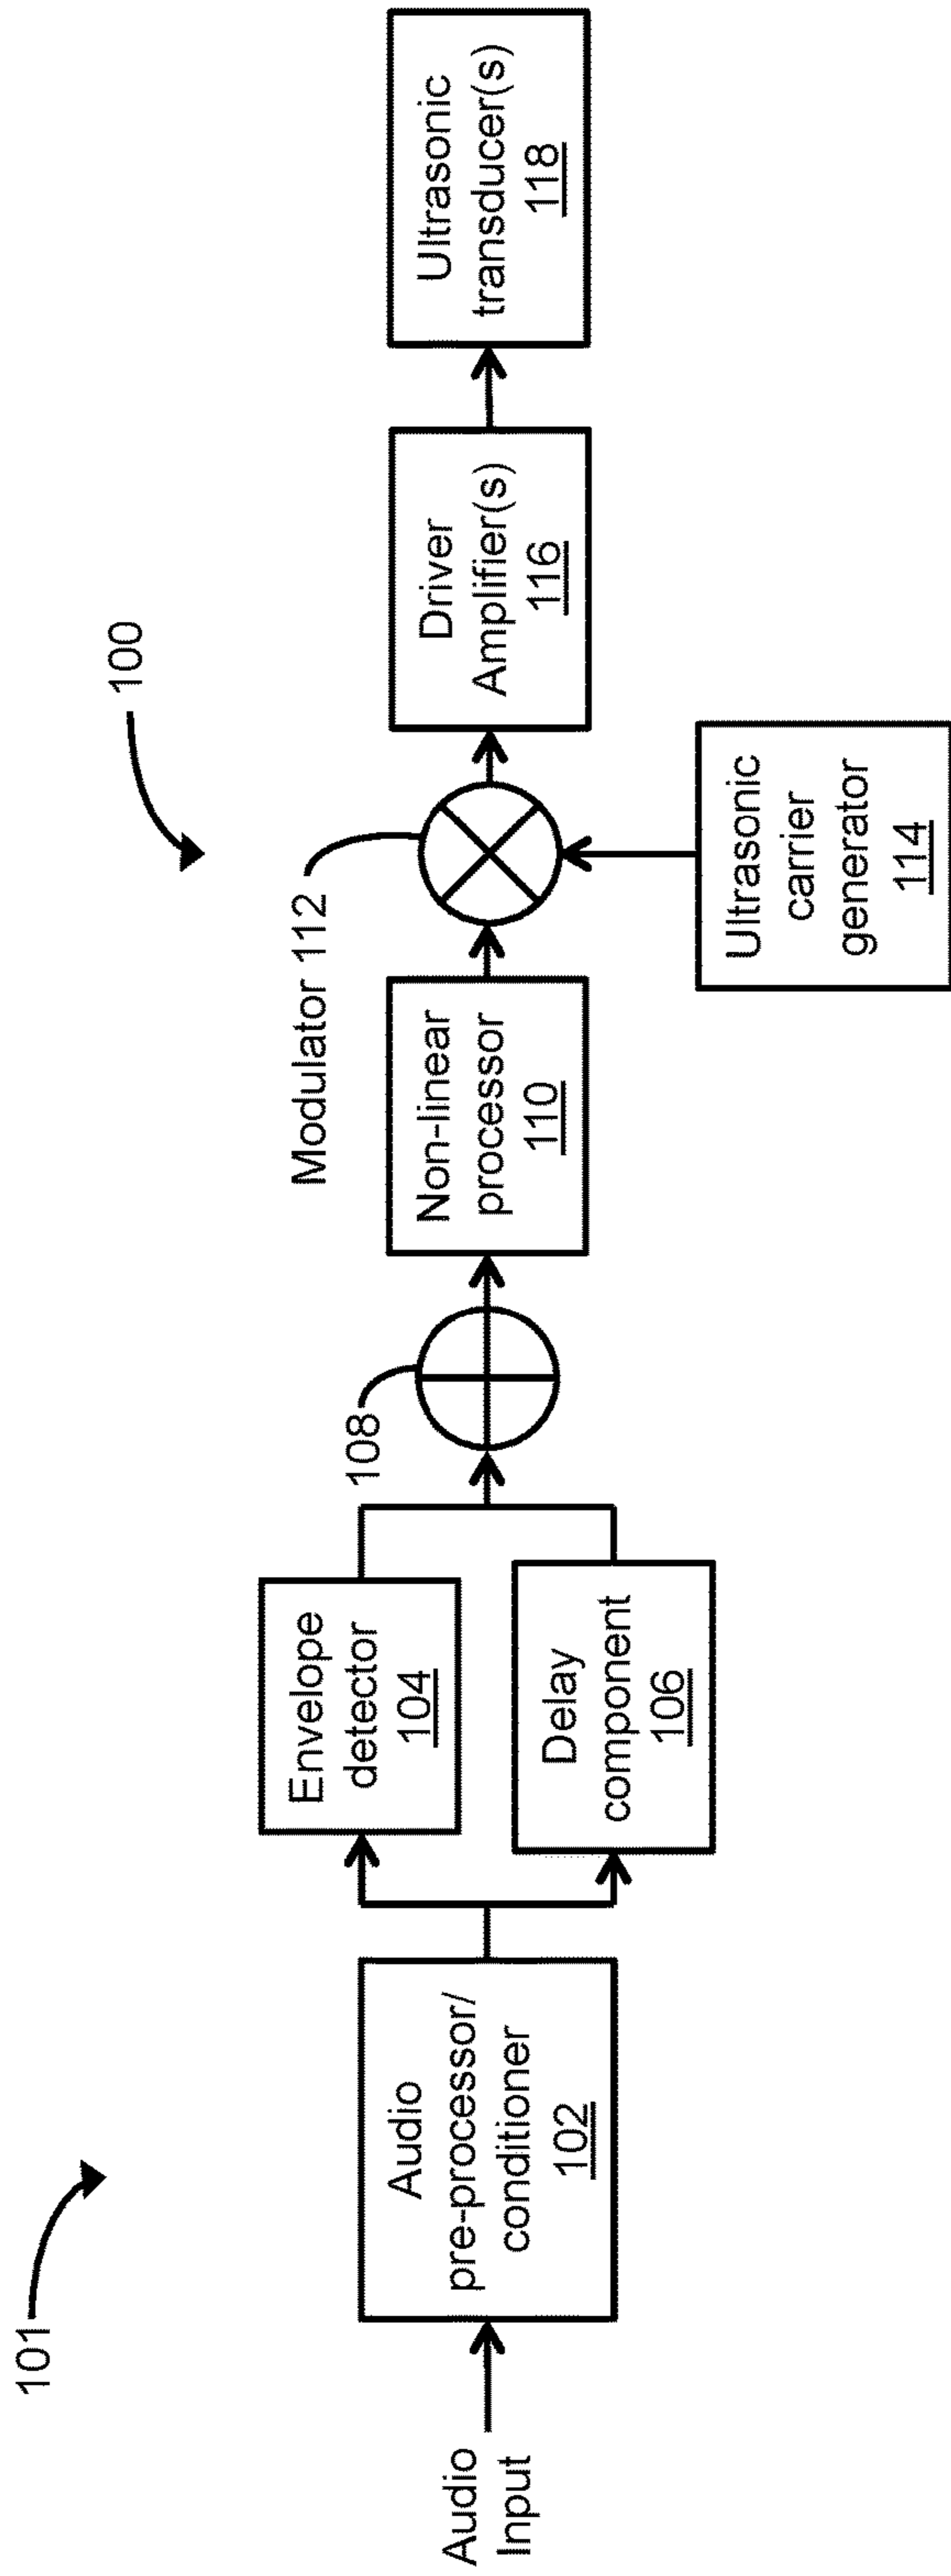 101
100
Audio
Input
Audio
pre-processor/
conditioner
102
Envelope
detector
104
Delay
component
106
108
Non-linear
processor
110
Modulator 112
Ultrasonic
carrier
generator
114
Driver
Amplifier(s)
116
Ultrasonic
transducer(s)
118